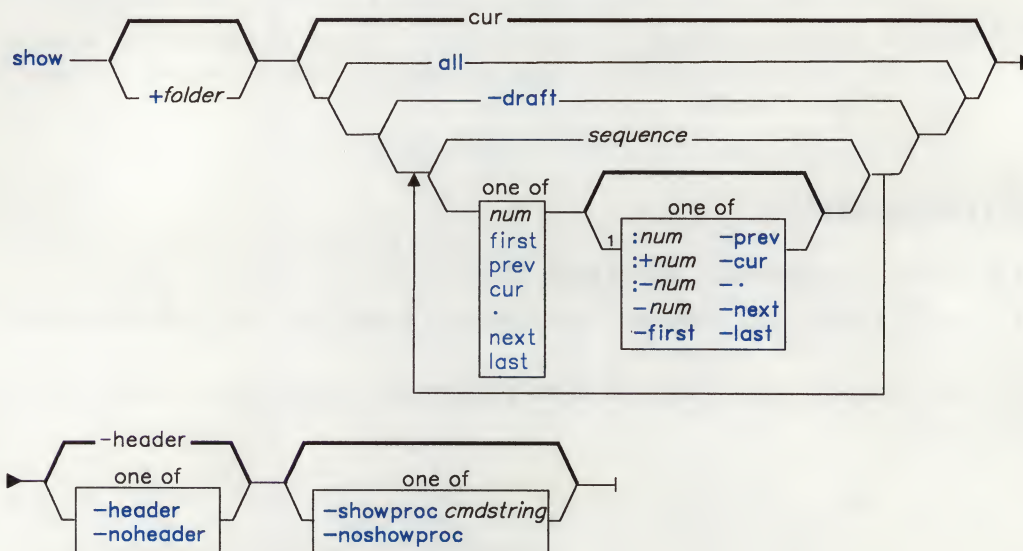 cur
show
+folder
all
-draft
sequence
one of
num
first
prev
cur
.
next
last
one of
1
:num -prev
:+num -cur
:-num -.
-num -next
-first -last
-header
one of
-header
-noheader
one of
-showproc cmdstring
-noshowproc